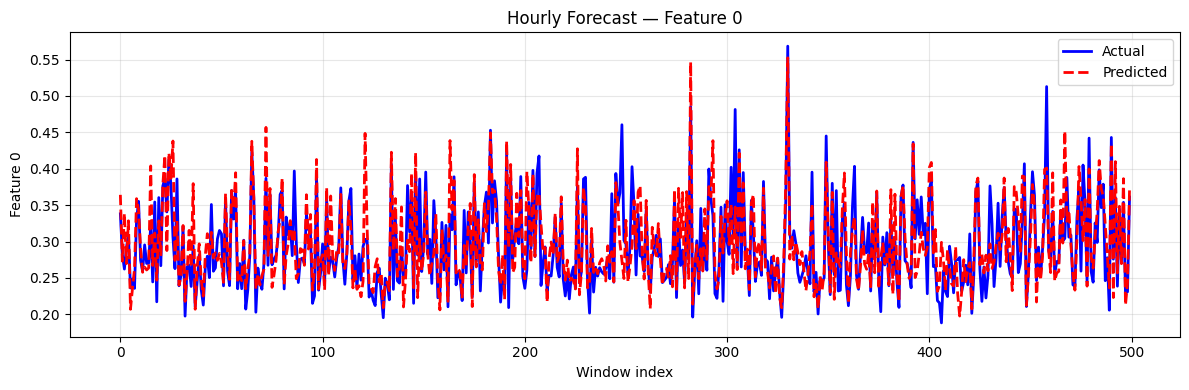 Hourly Forecast — Feature 0
Actual
Predicted
Feature 0
0.55
0.50
0.45
0.40
0.35
0.30
0.25
0.20
0 100 200 300 400 500
Window index